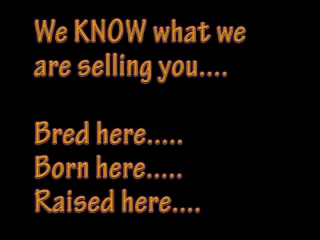 We KNOW what we
are selling you....
Bred here.....
Born here.....
Raised here....